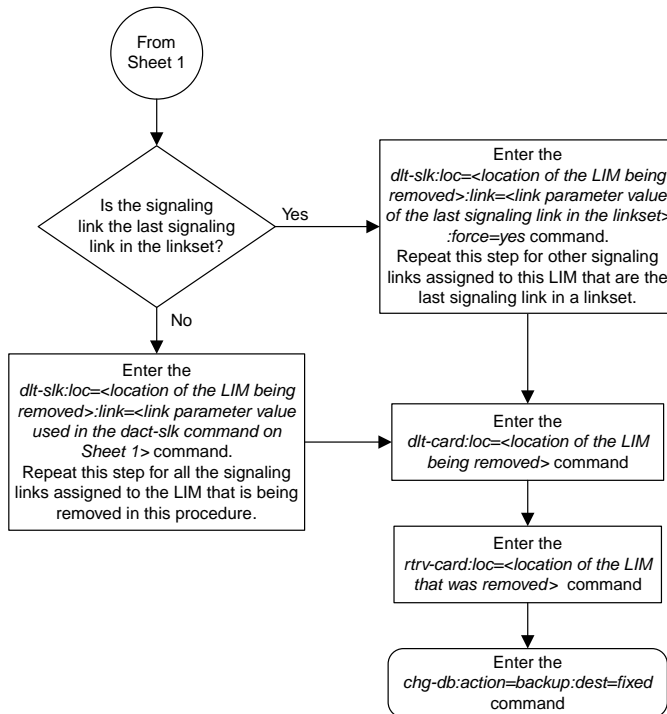 From
Sheet 1
Is the signaling
link the last signaling
link in the linkset?
Yes
Enter the
dlt-slk:loc=<location of the LIM being
removed>:link=<link parameter value
of the last signaling link in the linkset>
:force=yes command.
Repeat this step for other signaling
links assigned to this LIM that are the
last signaling link in a linkset.
No
Enter the
dlt-slk:loc=<location of the LIM being
removed>:link=<link parameter value
used in the dact-slk command on
Sheet 1> command.
Repeat this step for all the signaling
links assigned to the LIM that is being
removed in this procedure.
Enter the
dlt-card:loc=<location of the LIM
being removed> command
Enter the
rtrv-card:loc=<location of the LIM
that was removed> command
Enter the
chg-db:action=backup:dest=fixed
command